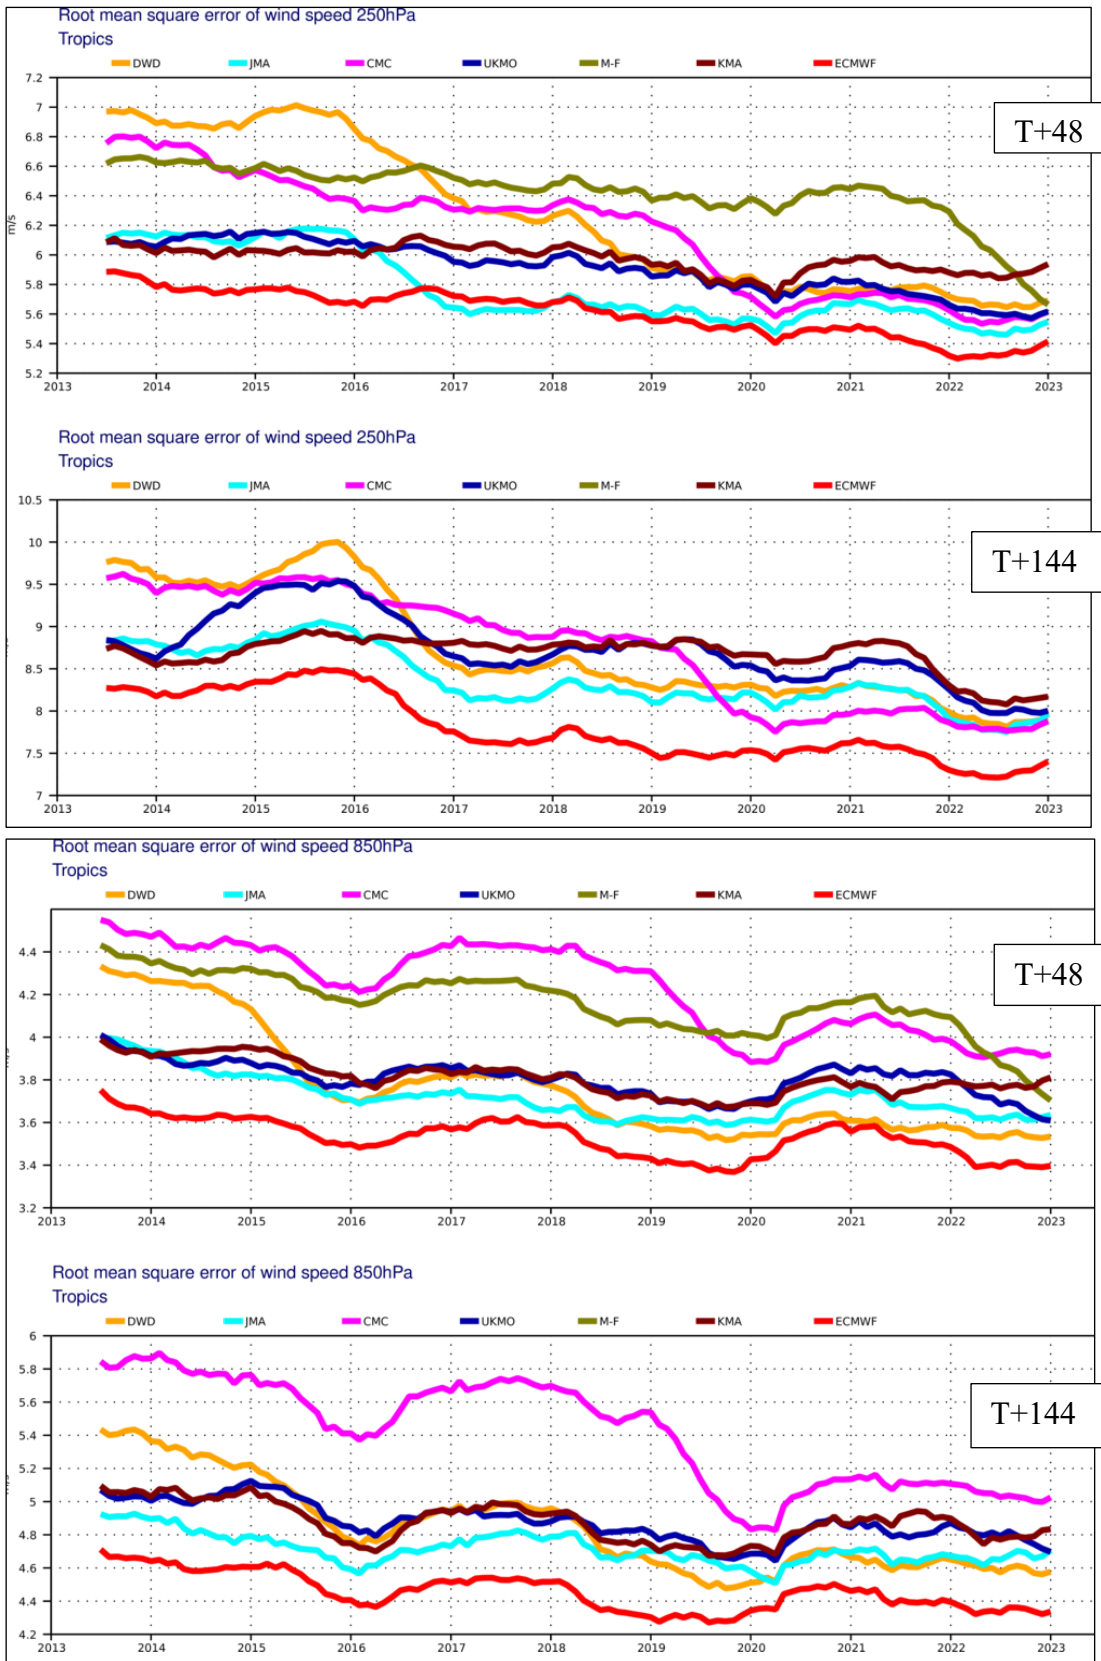 Root mean square error of wind speed 250hPa
Tropics
DWD JMA CMC UKMO M-F KMA ECMWF
T+48
m/s
7.2
7
6.8
6.6
6.4
6.2
6
5.8
5.6
5.4
5.2
2013 2014 2015 2016 2017 2018 2019 2020 2021 2022 2023
Root mean square error of wind speed 250hPa
Tropics
DWD JMA CMC UKMO M-F KMA ECMWF
T+144
10.5
10
9.5
9
8.5
8
7.5
7
2013 2014 2015 2016 2017 2018 2019 2020 2021 2022 2023
Root mean square error of wind speed 850hPa
Tropics
DWD JMA CMC UKMO M-F KMA ECMWF
T+48
4.4
4.2
4
3.8
3.6
3.4
3.2
2013 2014 2015 2016 2017 2018 2019 2020 2021 2022 2023
Root mean square error of wind speed 850hPa
Tropics
DWD JMA CMC UKMO M-F KMA ECMWF
T+144
6
5.8
5.6
5.4
5.2
5
4.8
4.6
4.4
4.2
2013 2014 2015 2016 2017 2018 2019 2020 2021 2022 2023